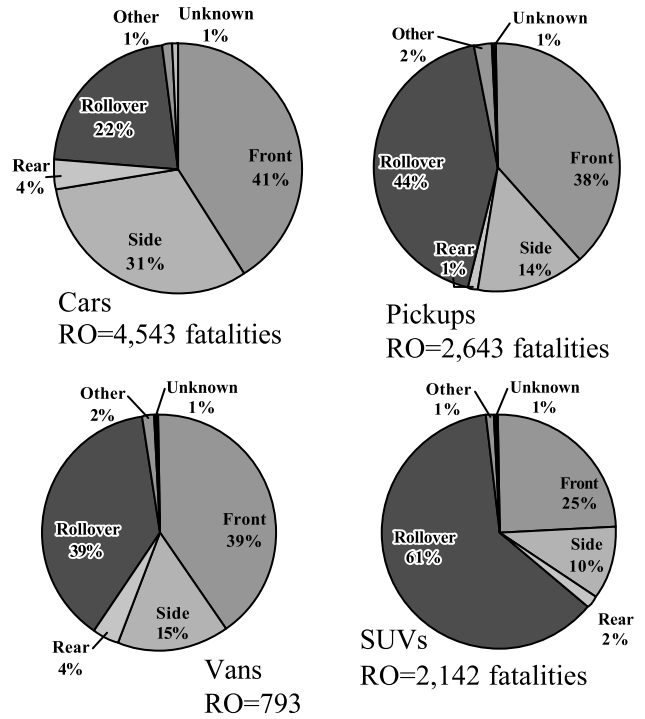 Other
1%
Unknown
1%
Rollover
22%
Front
41%
Rear
4%
Side
31%
Cars
RO=4,543 fatalities
Unknown
1%
Other
2%
Rollover
44%
Front
38%
Rear
1%
Side
14%
Pickups
RO=2,643 fatalities
Other
2%
Unknown
1%
Rollover
39%
Front
39%
Side
15%
Rear
4%
Vans
RO=793
Other
1%
Unknown
1%
Front
25%
Rollover
61%
Side
10%
Rear
2%
SUVs
RO=2,142 fatalities